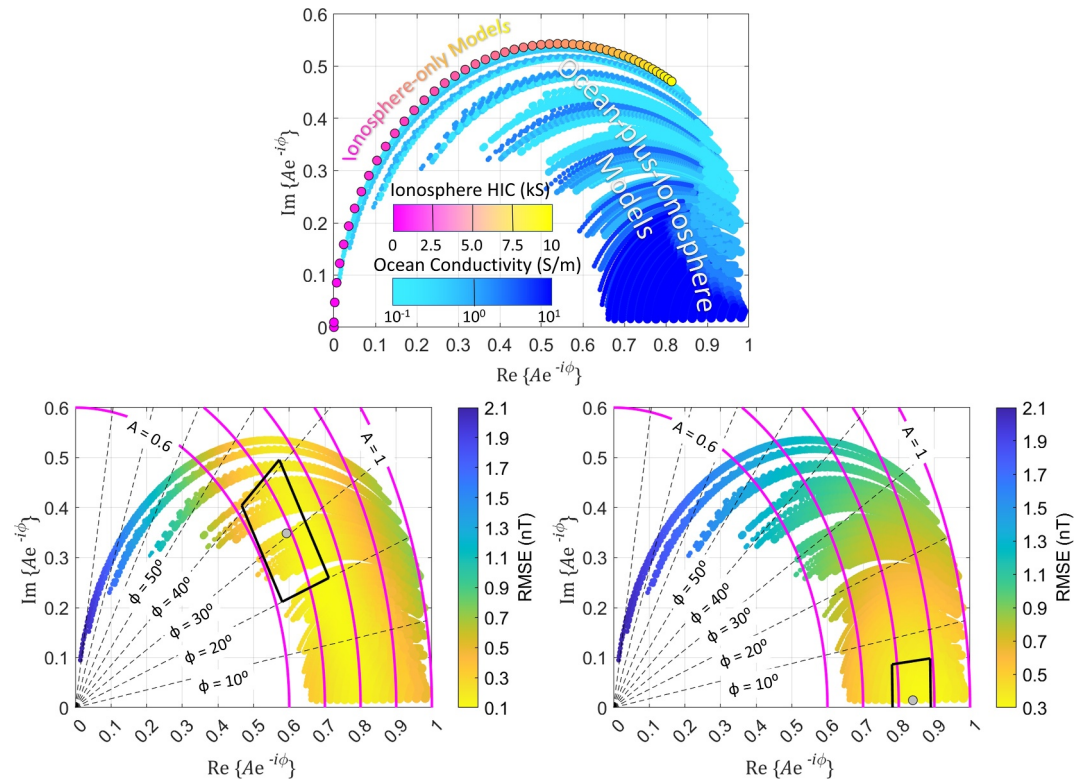 0.6
0.5
0.4
0.3
0.2
0.1
0
Im {Ae -iϕ}
Ionosphere-only Models
Ocean-plus-Ionosphere
Models
Ionosphere HIC (kS)
0 2.5 5.0 7.5 10
Ocean Conductivity (S/m)
10-1 100 101
0 0.1 0.2 0.3 0.4 0.5 0.6 0.7 0.8 0.9 1
Re {Ae -iϕ}
0.6
0.5
0.4
0.3
0.2
0.1
0
Im {Ae -iϕ}
A = 0.6
A = 1
ϕ = 50o
ϕ = 40o
ϕ = 30o
ϕ = 20o
ϕ = 10o
0 0.1 0.2 0.3 0.4 0.5 0.6 0.7 0.8 0.9 1
Re {Ae -iϕ}
2.1
1.9
1.7
1.5
1.3
1.1
0.9
0.7
0.5
0.3
0.1
RMSE (nT)
0.6
0.5
0.4
0.3
0.2
0.1
0
Im {Ae -iϕ}
A = 0.6
A = 1
ϕ = 50o
ϕ = 40o
ϕ = 30o
ϕ = 20o
ϕ = 10o
0 0.1 0.2 0.3 0.4 0.5 0.6 0.7 0.8 0.9 1
Re {Ae -iϕ}
2.1
1.9
1.7
1.5
1.3
1.1
0.9
0.7
0.5
0.3
RMSE (nT)